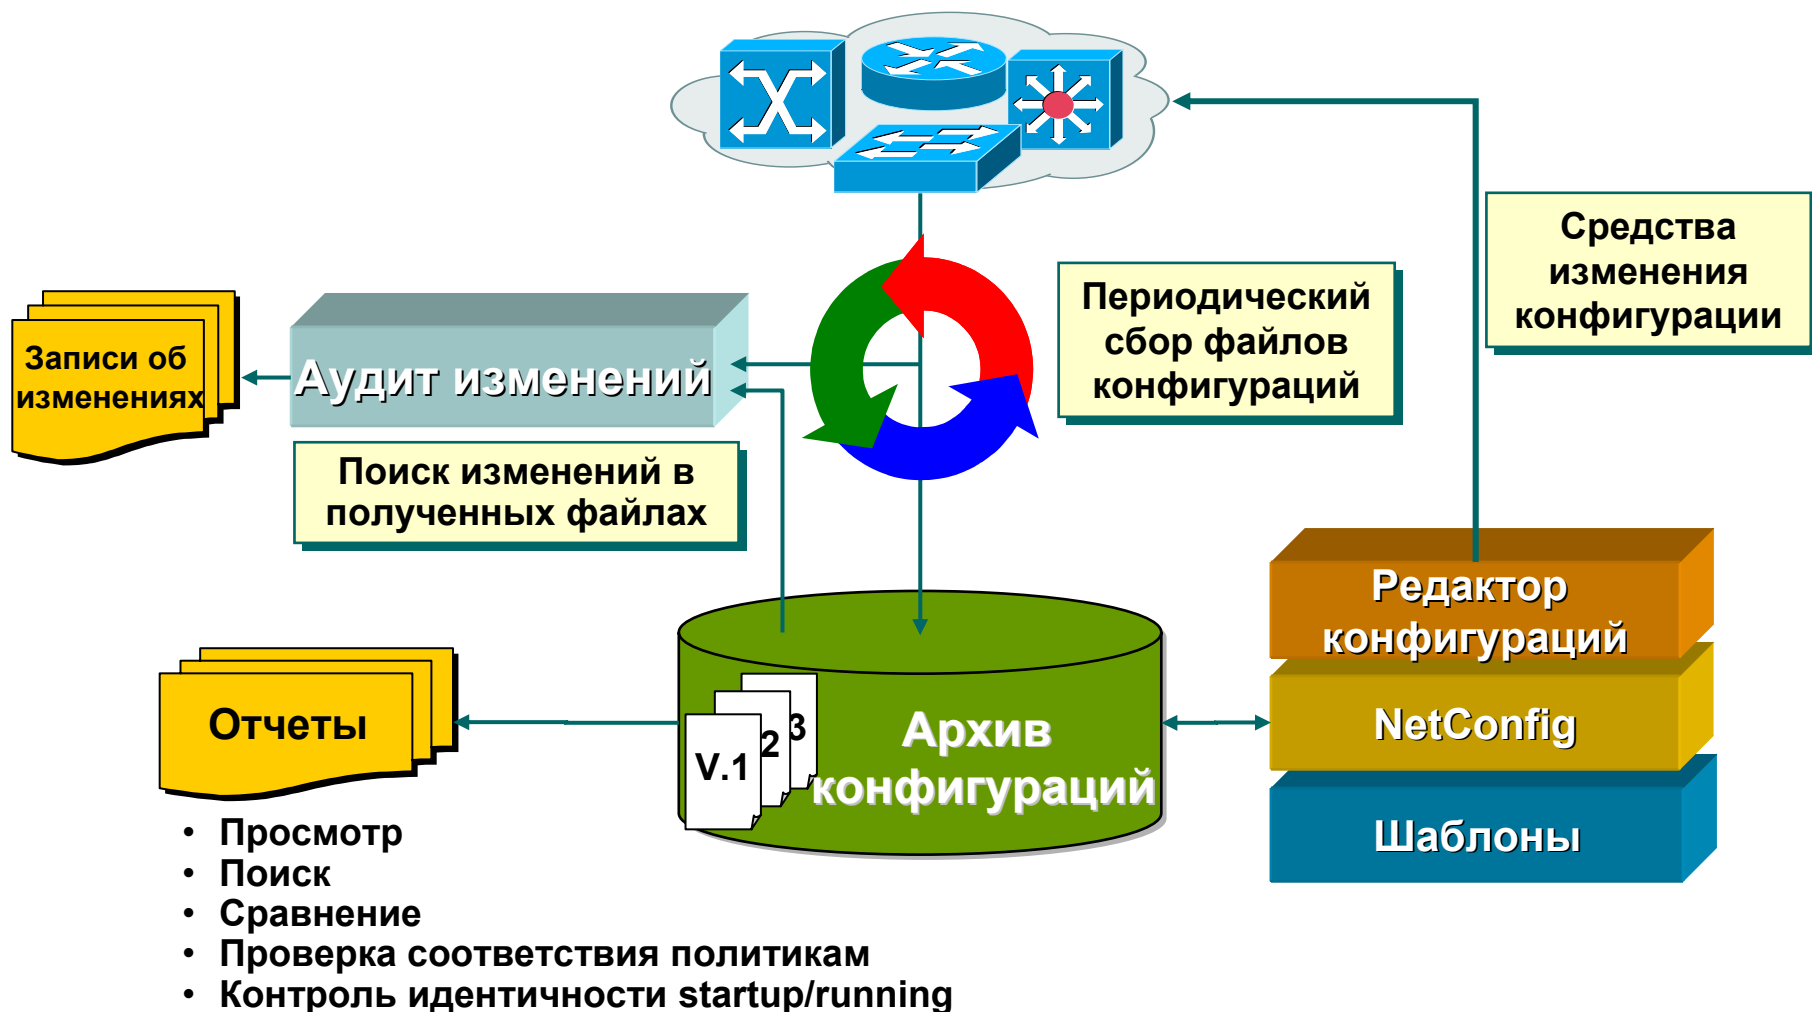 Средства
изменения
конфигурации
Периодический
сбор файлов
конфигураций
Записи об
изменениях
Аудит изменений
Поиск изменений в
полученных файлах
Редактор
конфигураций
NetConfig
Шаблоны
Архив
конфигураций
V.1
2
3
Отчеты
• Просмотр
• Поиск
• Сравнение
• Проверка соответствия политикам
• Контроль идентичности startup/running